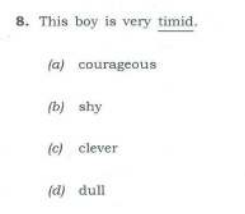 8. This boy is very timid.
(a) courageous
(b) shy
(c) clever
(d) dull